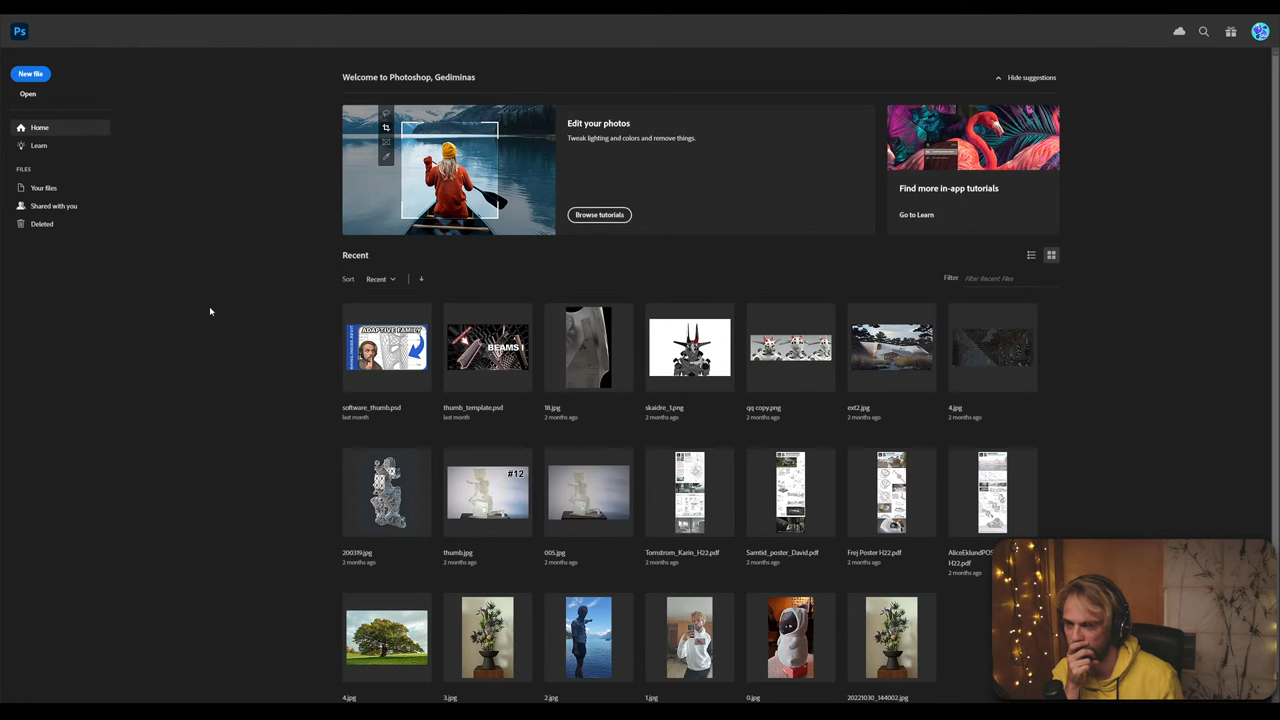 Ps
New file
Welcome to Photoshop, Gediminas
Hide suggestions
Open
Home
Learn
FILES
Your files
Shared with you
Deleted
Edit your photos
Tweak lighting and colors and remove things.
Browse tutorials
Find more in-app tutorials
Go to Learn
Recent
Sort
Recent
Filter
Filter Recent Files
ADAPTIVE FAMILY
BEAMS I
software_thumb.psd
last month
thumb_template.psd
last month
18.jpg
2 months ago
skaidre_1.png
2 months ago
qq copy.png
2 months ago
ext2.jpg
2 months ago
4.jpg
2 months ago
#12
200319.jpg
2 months ago
thumb.jpg
2 months ago
005.jpg
2 months ago
Tornstrom_Karin_H22.pdf
2 months ago
Samtid_poster_David.pdf
2 months ago
Frej Poster H22.pdf
2 months ago
AliceEklundPOS
H22.pdf
2 months ago
4.jpg
3.jpg
2.jpg
1.jpg
0.jpg
20221030_144002.jpg